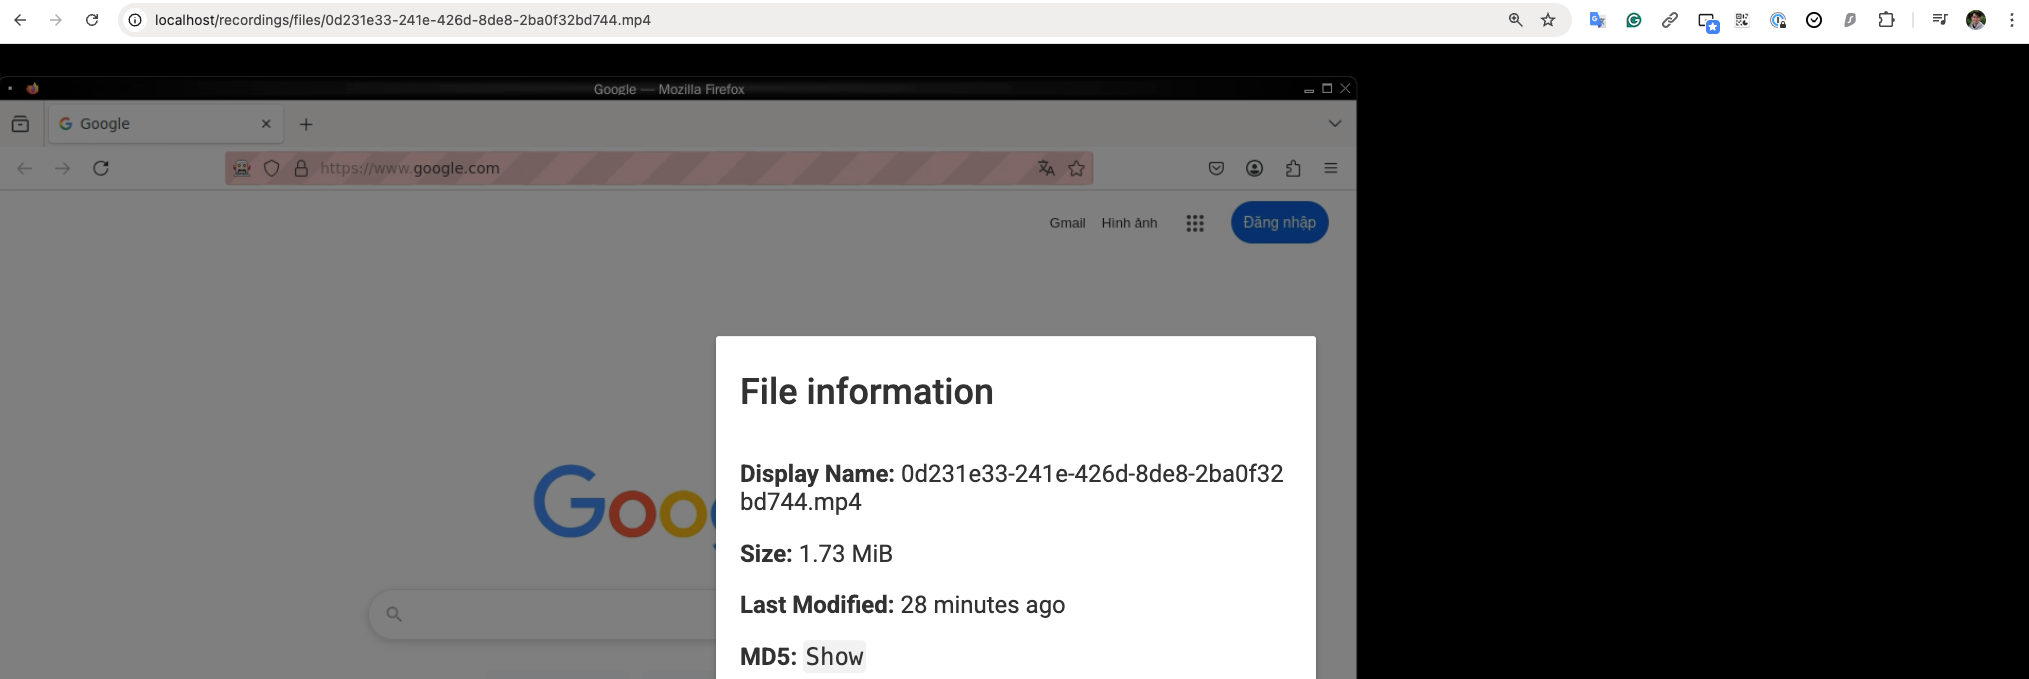 localhost/recordings/files/0d231e33-241e-426d-8de8-2ba0f32bd744.mp4
Google — Mozilla Firefox
Google
https://www.google.com
Gmail Hình ảnh Đăng nhập
Goo
File information
Display Name: 0d231e33-241e-426d-8de8-2ba0f32
bd744.mp4
Size: 1.73 MiB
Last Modified: 28 minutes ago
MD5: Show